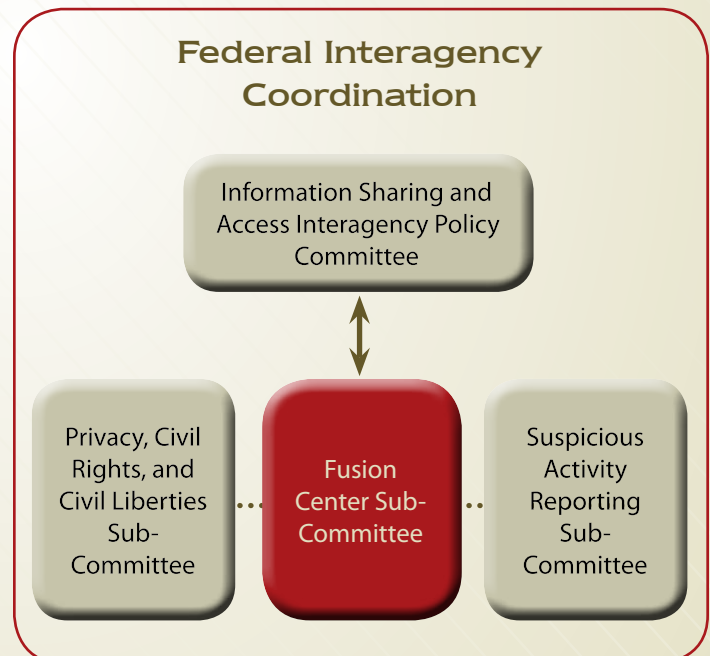 Federal Interagency
Coordination
Information Sharing and
Access Interagency Policy
Committee
Privacy, Civil
Rights, and
Civil Liberties
Sub-
Committee
Fusion
Center Sub-
Committee
Suspicious
Activity
Reporting
Sub-
Committee